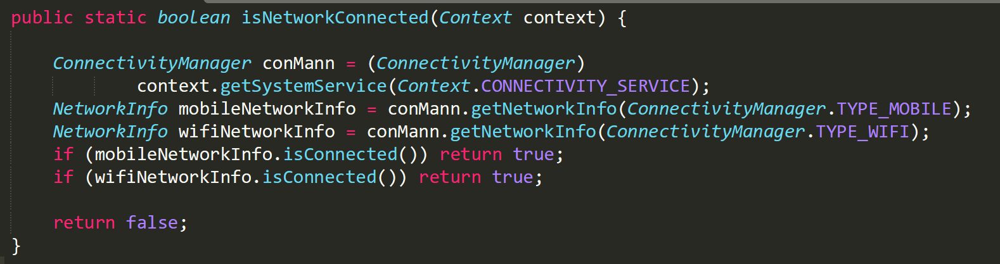 public static boolean isNetworkConnected(Context context) {
ConnectivityManager conMann = (ConnectivityManager)
context.getSystemService(Context.CONNECTIVITY_SERVICE);
NetworkInfo mobileNetworkInfo = conMann.getNetworkInfo(ConnectivityManager.TYPE_MOBILE);
NetworkInfo wifiNetworkInfo = conMann.getNetworkInfo(ConnectivityManager.TYPE_WIFI);
if (mobileNetworkInfo.isConnected()) return true;
if (wifiNetworkInfo.isConnected()) return true;
return false;
}